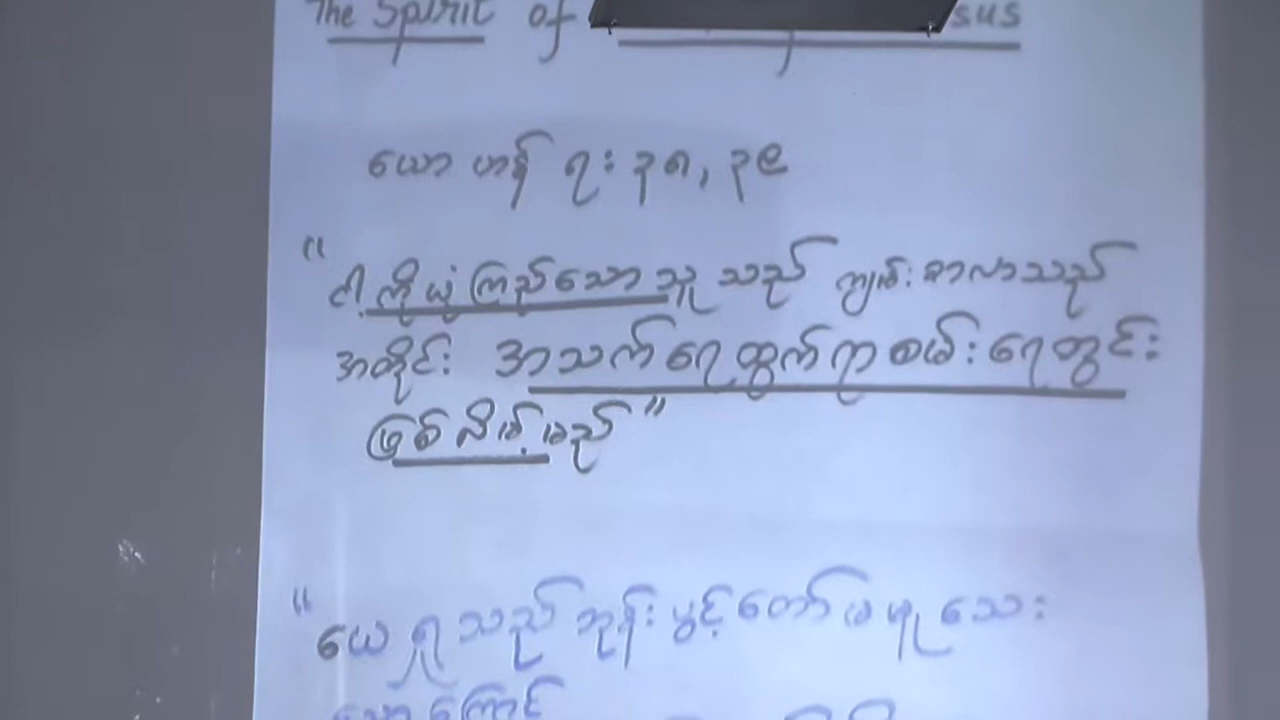 The Spirit of sus
ယောဟန် ၇း ၃၈, ၃၉
“ငါ့ကိုယုံကြည်သောသူသည် ကျမ်းစာလာသည်
အတိုင်း အသက်ရေထွက်ရာစမ်းရေတွင်း
ဖြစ်လိမ့်မည်”
“ယေရှုသည်ဘုန်းပွင့်တော်မမူသေး
သောကြောင့်